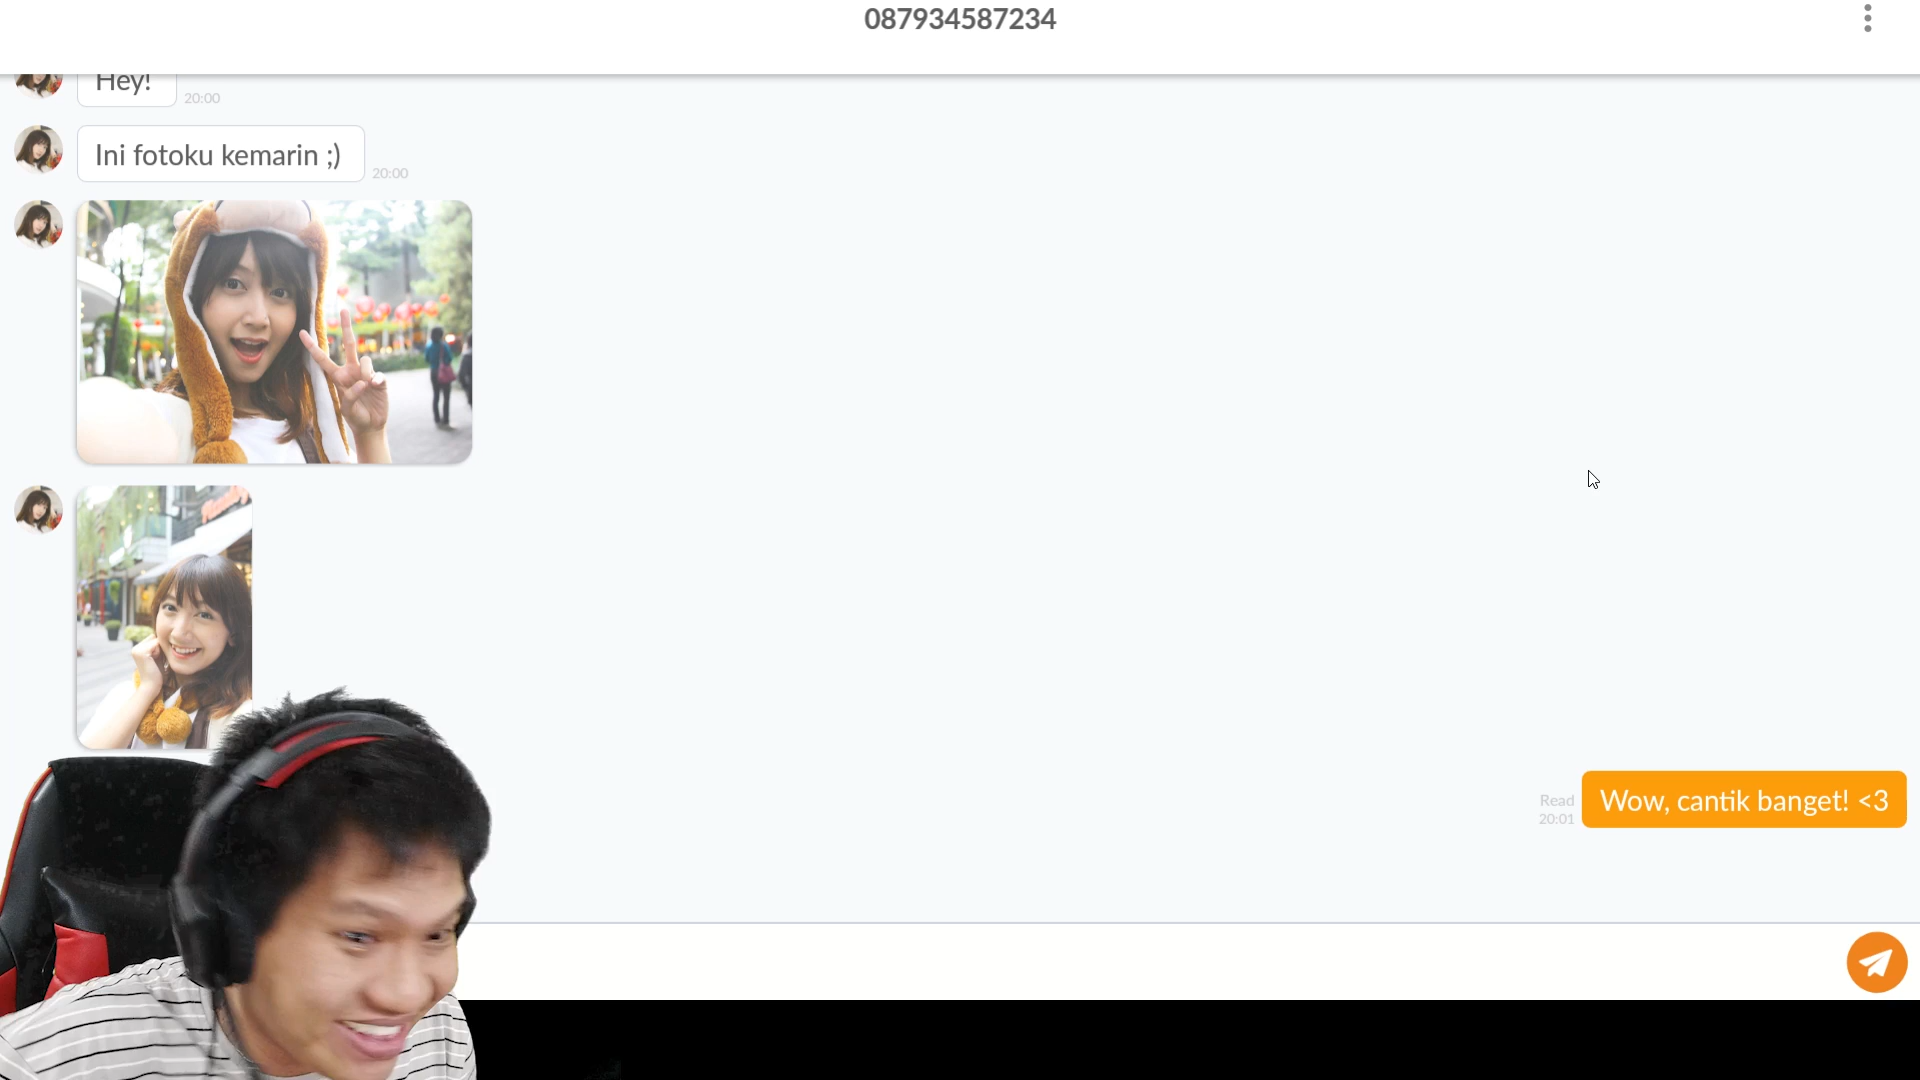 087934587234
Hey!
20:00
Ini fotoku kemarin ;)
20:00
Wow, cantik banget! <3
Read
20:01